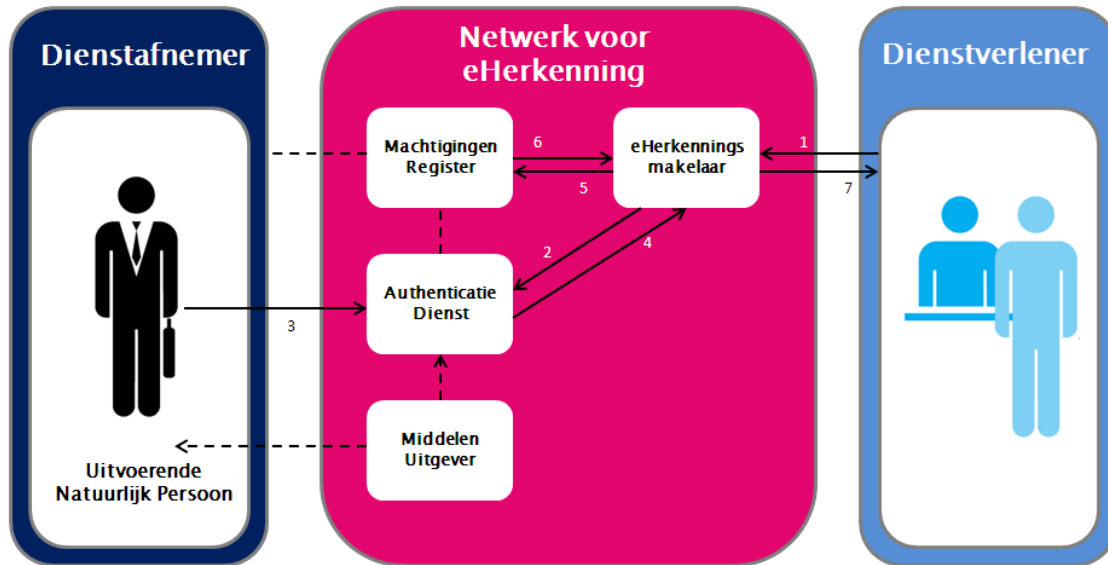 Dienstafnemer
Netwerk voor
eHerkenning
Dienstverlener
Machtigingen
Register
6
5
eHerkennings
makelaar
1
7
2
4
Authenticatie
Dienst
3
Middelen
Uitgever
Uitvoerende
Natuurlijk Persoon